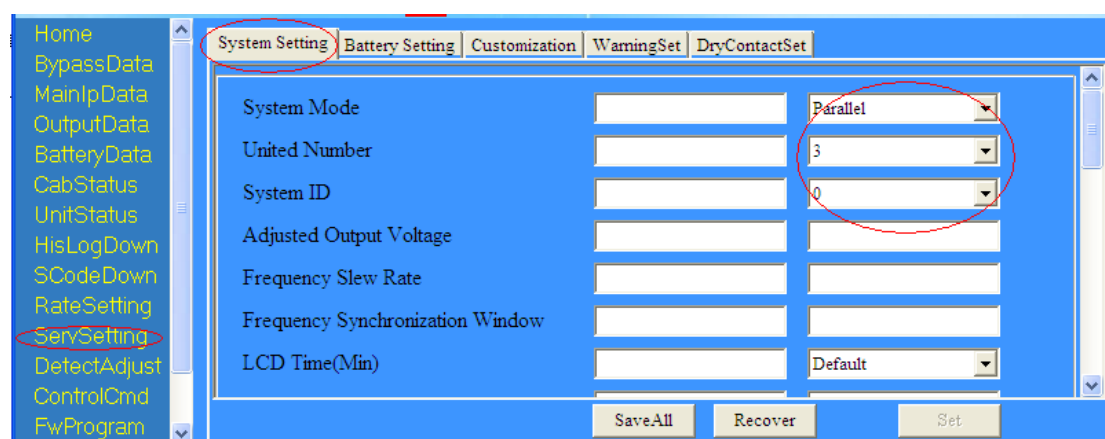 Home
BypassData
MainIpData
OutputData
BatteryData
CabStatus
UnitStatus
HisLogDown
SCodeDown
RateSetting
ServSetting
DetectAdjust
ControlCmd
FwProgram
System Setting Battery Setting Customization WarningSet DryContactSet
System Mode Parallel
United Number 3
System ID 0
Adjusted Output Voltage
Frequency Slew Rate
Frequency Synchronization Window
LCD Time(Min) Default
SaveAll Recover Set